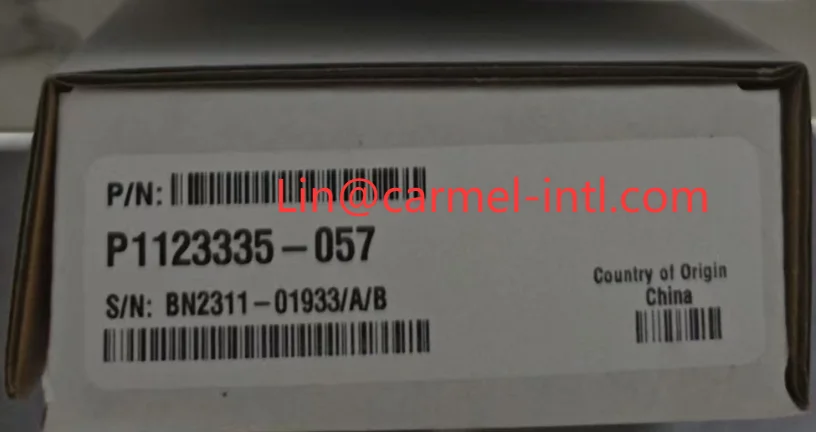 P/N:
Lin@carmel-intl.com
P1123335-057
S/N: BN2311-01933/A/B
Country of Origin
China